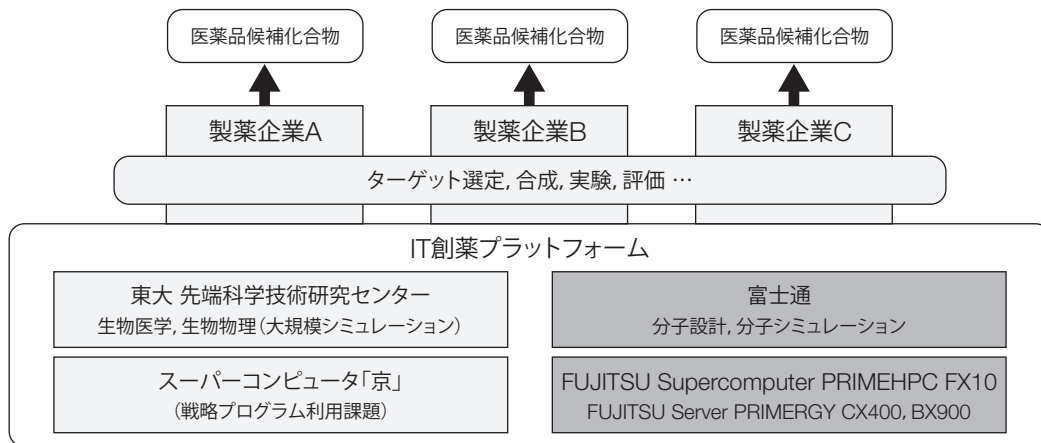 医薬品候補化合物
医薬品候補化合物
医薬品候補化合物
製薬企業A
製薬企業B
製薬企業C
ターゲット選定, 合成, 実験, 評価 …
IT創薬プラットフォーム
東大 先端科学技術研究センター
生物医学, 生物物理(大規模シミュレーション)
富士通
分子設計, 分子シミュレーション
スーパーコンピュータ「京」
(戦略プログラム利用課題)
FUJITSU Supercomputer PRIMEHPC FX10
FUJITSU Server PRIMERGY CX400, BX900